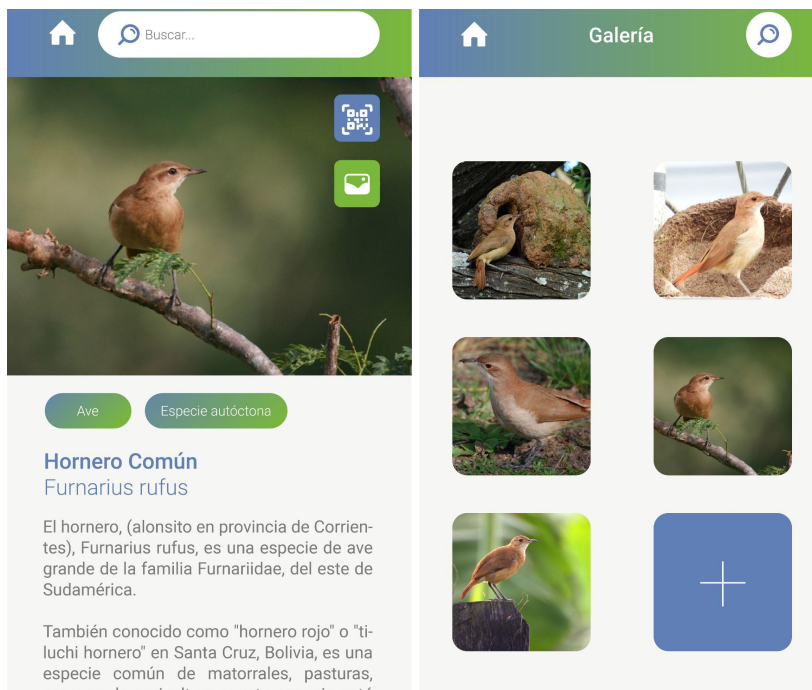 Buscar...
Ave
Especie autóctona
Hornero Común
Furnarius rufus
El hornero, (alonsito en provincia de Corrien-
tes), Furnarius rufus, es una especie de ave
grande de la familia Furnariidae, del este de
Sudamérica.
También conocido como "hornero rojo" o "ti-
luchi hornero" en Santa Cruz, Bolivia, es una
especie común de matorrales, pasturas,
Galería